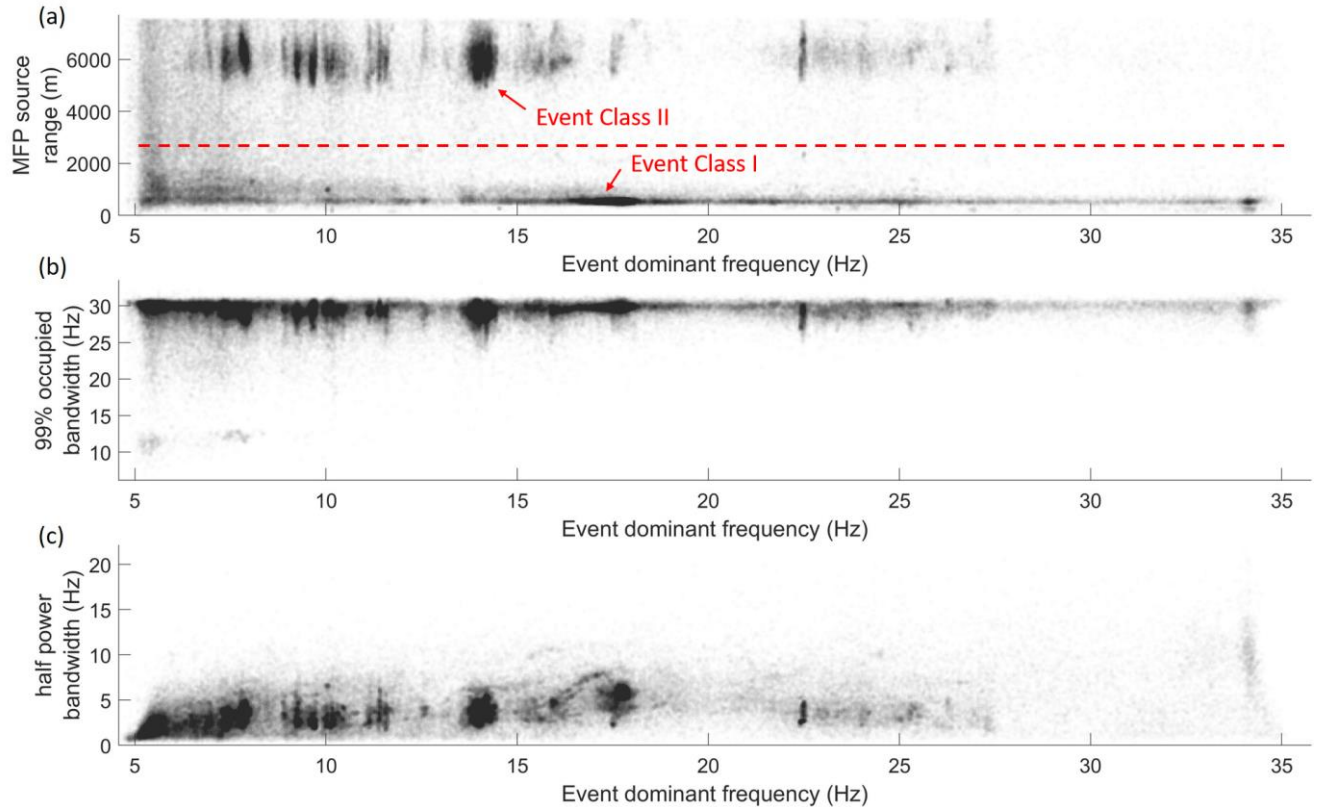 (a)
MFP source
range (m)
6000
4000
2000
0
Event Class II
Event Class I
5 10 15 20 25 30 35
Event dominant frequency (Hz)
(b)
99% occupied
bandwidth (Hz)
30
25
20
15
10
5 10 15 20 25 30 35
Event dominant frequency (Hz)
(c)
half power
bandwidth (Hz)
20
15
10
5
0
5 10 15 20 25 30 35
Event dominant frequency (Hz)